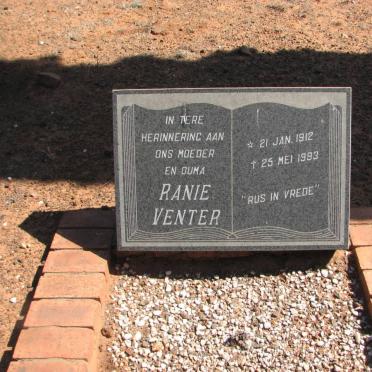 IN TERE
HERINNERING AAN
ONS MOEDER
EN OUMA
RANIE
VENTER
* 21 JAN. 1912
† 25 MEI 1993
"RUS IN VREDE"